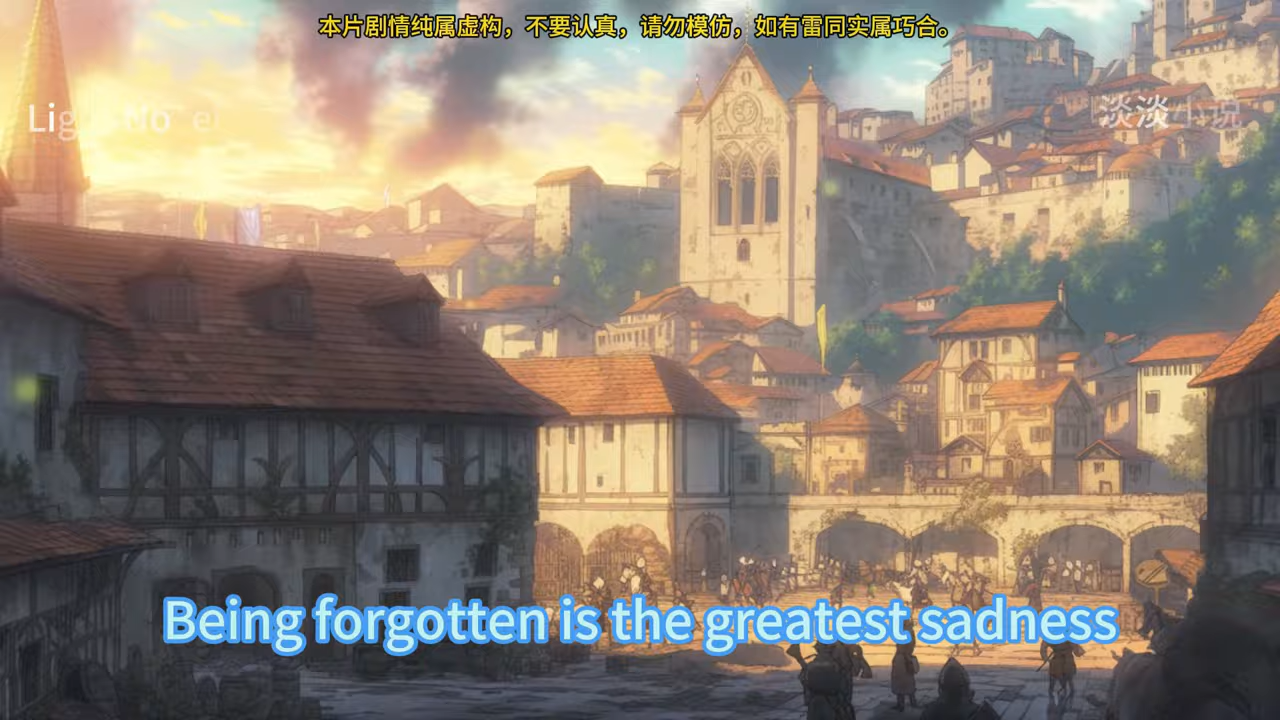 本片剧情纯属虚构，不要认真，请勿模仿，如有雷同实属巧合。
淡淡小说
Being forgotten is the greatest sadness